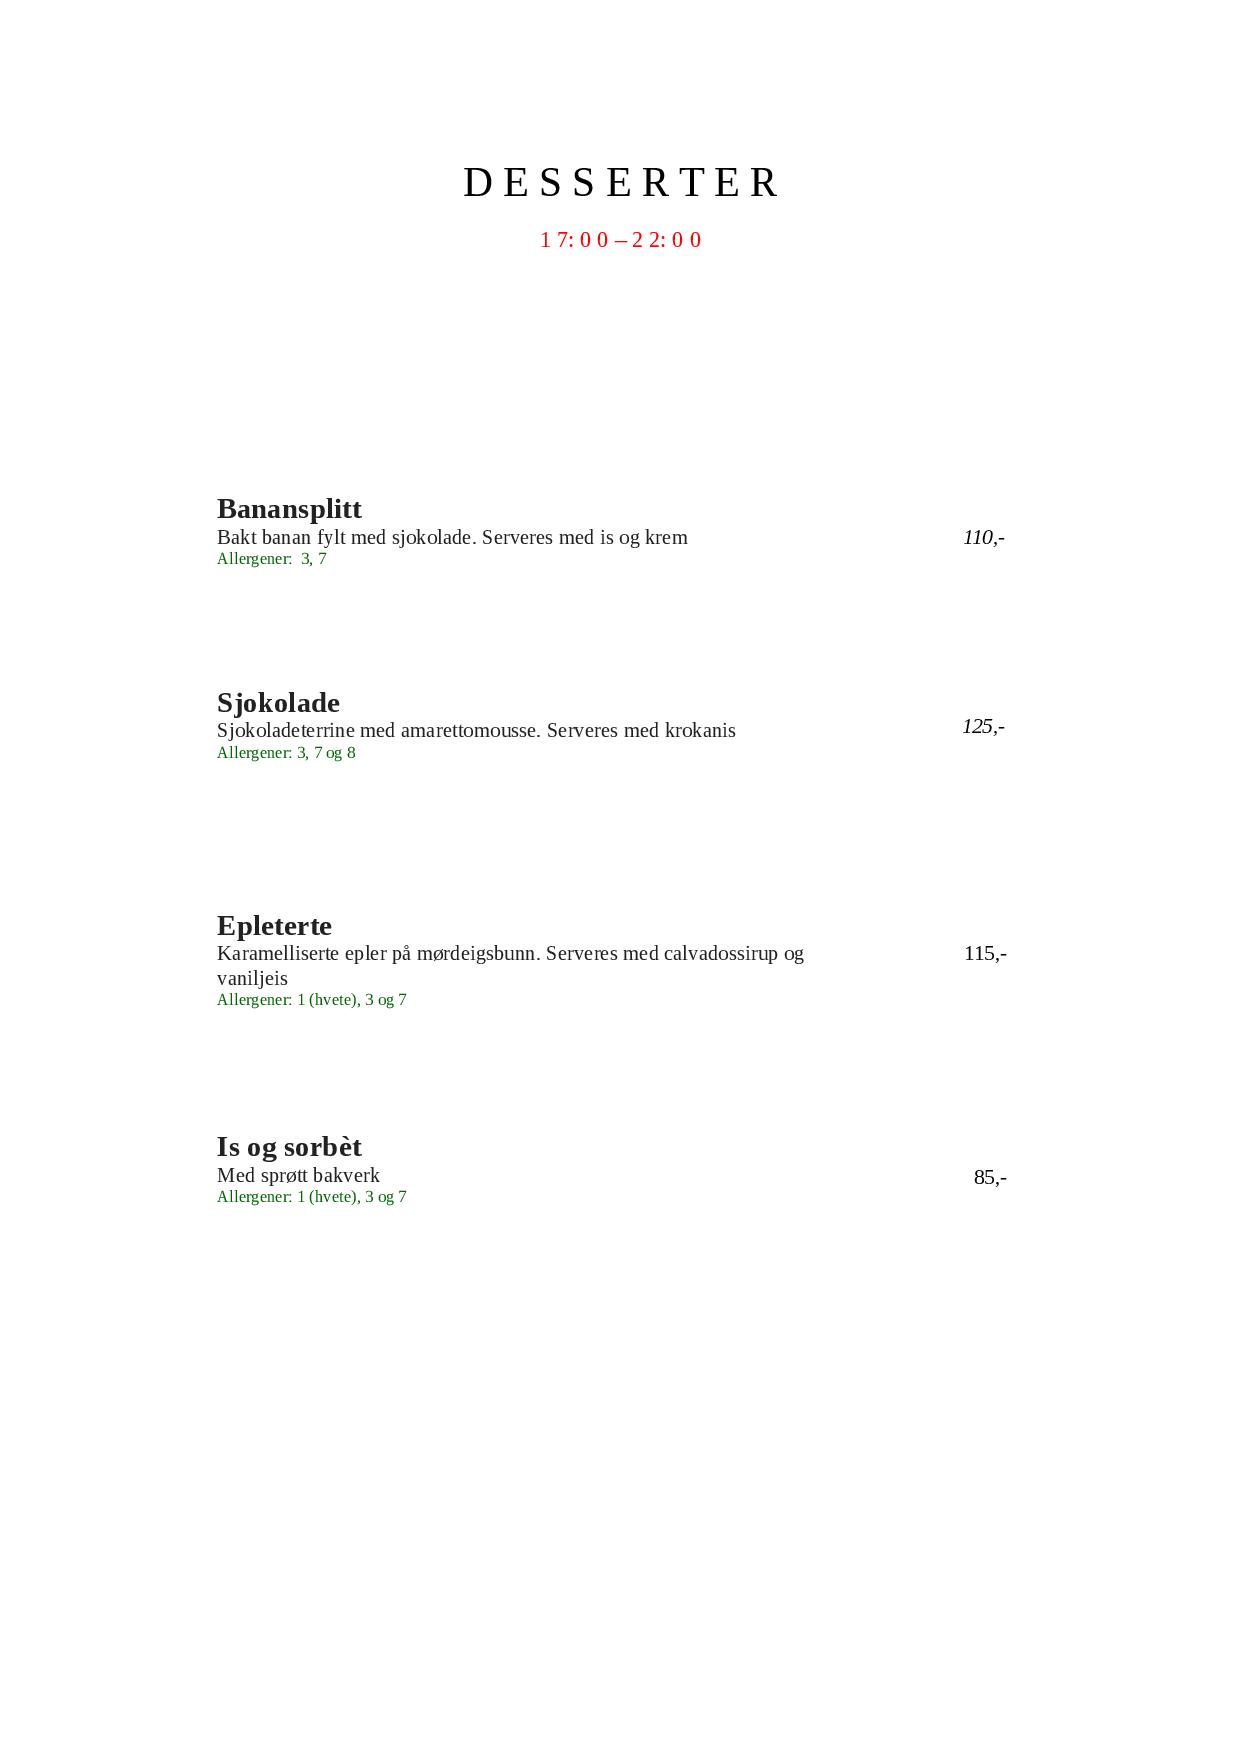 DESSERTER
17:00–22:00
Banansplitt
Bakt banan fylt med sjokolade. Serveres med is og krem 110,-
Allergener:  3, 7
Sjokolade
Sjokoladeterrine med amarettomousse. Serveres med krokanis 125,-
Allergener: 3, 7 og 8
Epleterte
Karamelliserte epler på mørdeigsbunn. Serveres med calvadossirup og 115,-
vaniljeis
Allergener: 1 (hvete), 3 og 7
Is og sorbèt
Med sprøtt bakverk 85,-
Allergener: 1 (hvete), 3 og 7